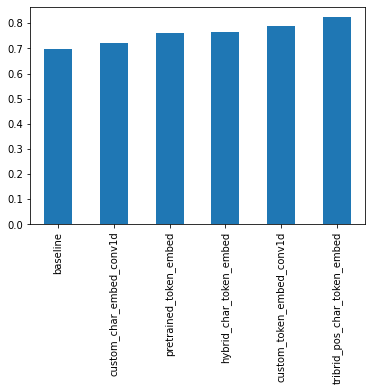 0.8
0.7
0.6
0.5
0.4
0.3
0.2
0.1
0.0
baseline
custom_char_embed_conv1d
pretrained_token_embed
hybrid_char_token_embed
custom_token_embed_conv1d
tribrid_pos_char_token_embed